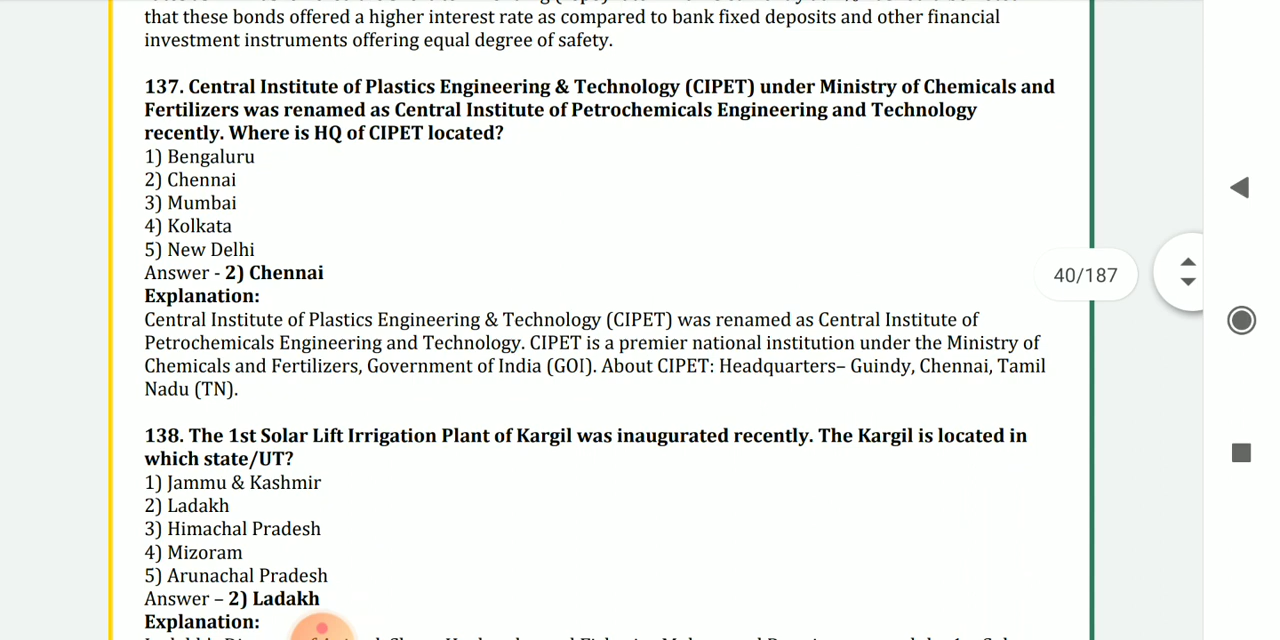 that these bonds offered a higher interest rate as compared to bank fixed deposits and other financial
investment instruments offering equal degree of safety.
137. Central Institute of Plastics Engineering & Technology (CIPET) under Ministry of Chemicals and
Fertilizers was renamed as Central Institute of Petrochemicals Engineering and Technology
recently. Where is HQ of CIPET located?
1) Bengaluru
2) Chennai
3) Mumbai
4) Kolkata
5) New Delhi
Answer - 2) Chennai
Explanation:
Central Institute of Plastics Engineering & Technology (CIPET) was renamed as Central Institute of
Petrochemicals Engineering and Technology. CIPET is a premier national institution under the Ministry of
Chemicals and Fertilizers, Government of India (GOI). About CIPET: Headquarters– Guindy, Chennai, Tamil
Nadu (TN).
138. The 1st Solar Lift Irrigation Plant of Kargil was inaugurated recently. The Kargil is located in
which state/UT?
1) Jammu & Kashmir
2) Ladakh
3) Himachal Pradesh
4) Mizoram
5) Arunachal Pradesh
Answer – 2) Ladakh
Explanation:
40/187